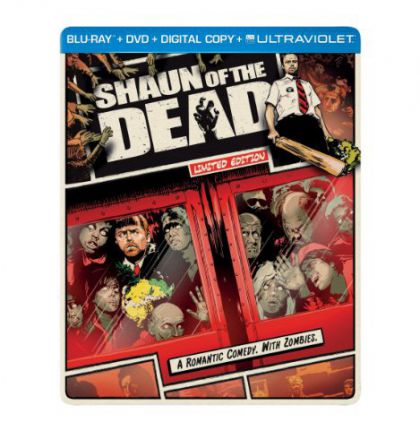 BLU-RAY + DVD + DIGITAL COPY + ULTRAVIOLET
SHAUN OF THE
DEAD
LIMITED EDITION
A ROMANTIC COMEDY. WITH ZOMBIES.